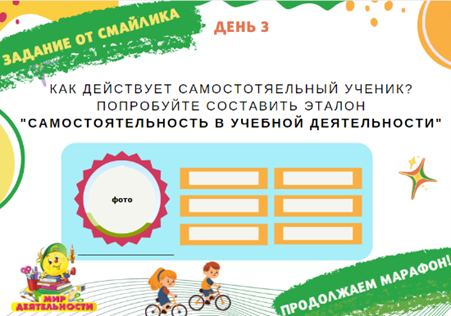 ЗАДАНИЕ ОТ СМАЙЛИКА
ДЕНЬ 3
КАК ДЕЙСТВУЕТ САМОСТОТЯЕЛЬНЫЙ УЧЕНИК?
ПОПРОБУЙТЕ СОСТАВИТЬ ЭТАЛОН
"САМОСТОЯТЕЛЬНОСТЬ В УЧЕБНОЙ ДЕЯТЕЛЬНОСТИ"
фото
МИР
ДЕЯТЕЛЬНОСТИ
ПРОДОЛЖАЕМ МАРАФОН!